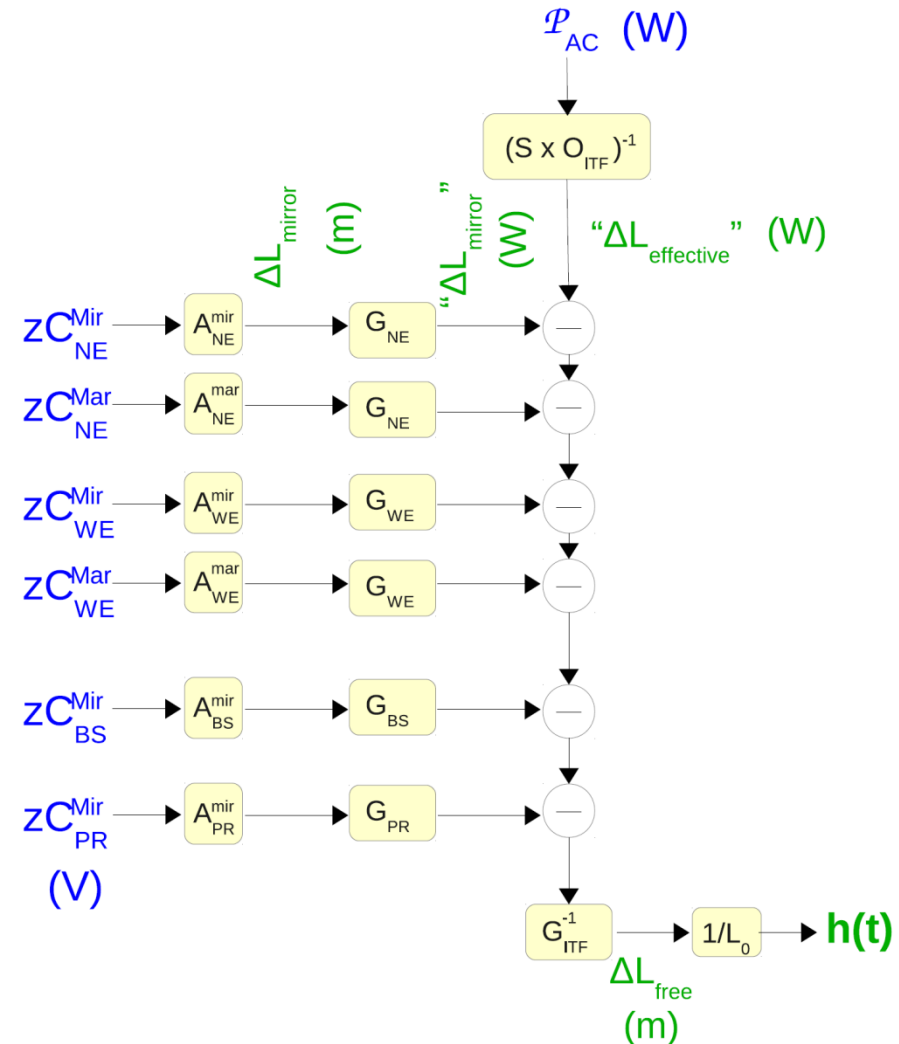 𝒫AC (W)
(S x OITF)-1
ΔLmirror (m)
“ΔLmirror” (W)
“ΔLeffective” (W)
zCMirNE AmirNE GNE —
zCMarNE AmarNE GNE —
zCMirWE AmirWE GWE —
zCMarWE AmarWE GWE —
zCMirBS AmirBS GBS —
zCMirPR AmirPR GPR —
(V)
G-1ITF 1/L0 h(t)
ΔLfree
(m)